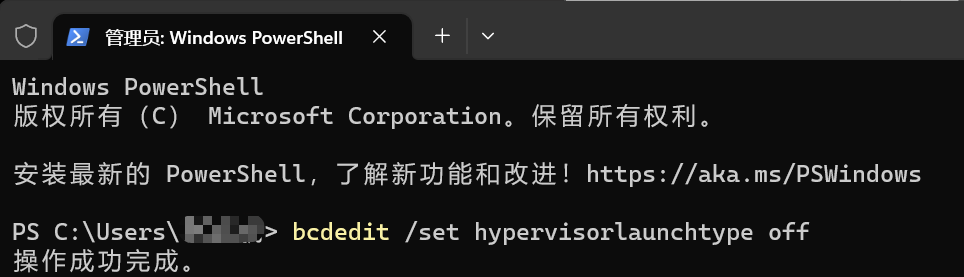 管理员: Windows PowerShell
Windows PowerShell
版权所有（C） Microsoft Corporation。保留所有权利。
安装最新的 PowerShell，了解新功能和改进！https://aka.ms/PSWindows
PS C:\Users\> bcdedit /set hypervisorlaunchtype off
操作成功完成。